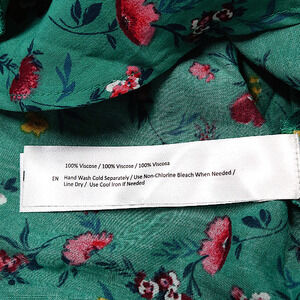 100% Viscose / 100% Viscose / 100% Viscosa
EN Hand Wash Cold Separately / Use Non-Chlorine Bleach When Needed /
Line Dry / Use Cool Iron If Needed